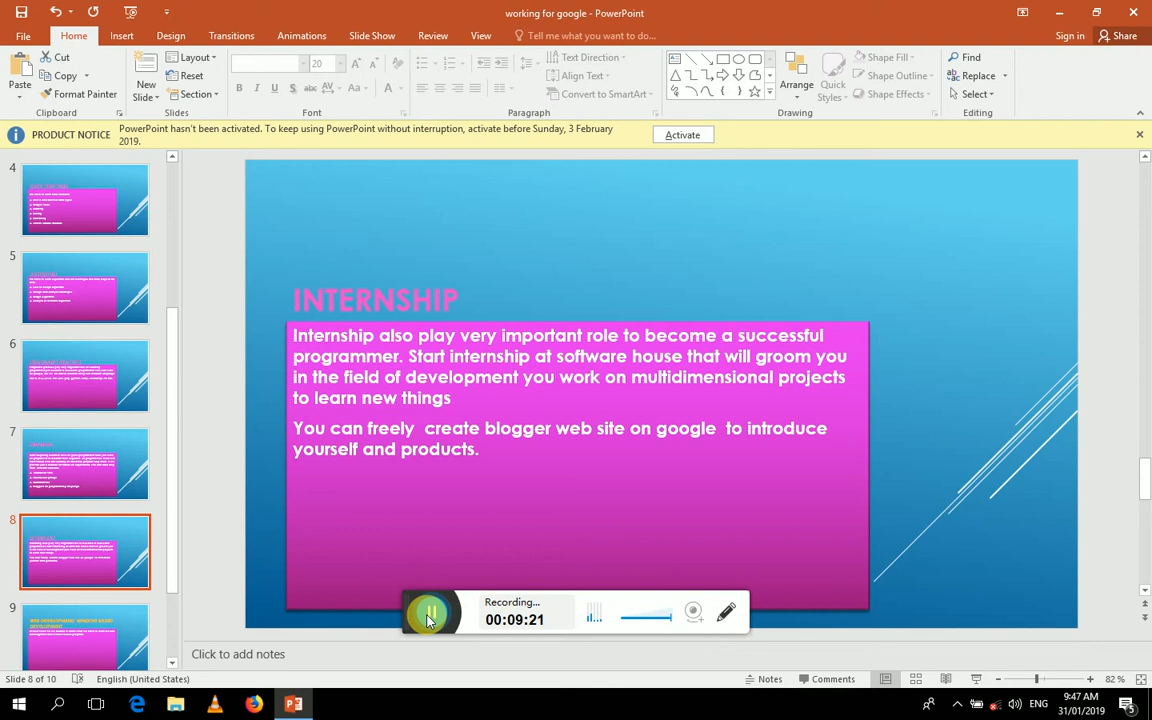 working for google - PowerPoint
File Home Insert Design Transitions Animations Slide Show Review View Tell me what you want to do... Sign in Share
Paste Cut Copy Format Painter Clipboard
New Slide Layout Reset Section Slides
20 B I U S abc AV Aa A Font
Text Direction Align Text Convert to SmartArt Paragraph
Arrange Quick Styles Shape Fill Shape Outline Shape Effects Drawing
Find Replace Select Editing
PRODUCT NOTICE PowerPoint hasn't been activated. To keep using PowerPoint without interruption, activate before Sunday, 3 February
2019.
Activate
4
5
6
7
8
9
INTERNSHIP
Internship also play very important role to become a successful
programmer. Start internship at software house that will groom you
in the field of development you work on multidimensional projects
to learn new things
You can freely create blogger web site on google to introduce
yourself and products.
Recording...
00:09:21
Click to add notes
Slide 8 of 10 English (United States) Notes Comments 82 %
ENG 9:47 AM
31/01/2019
5